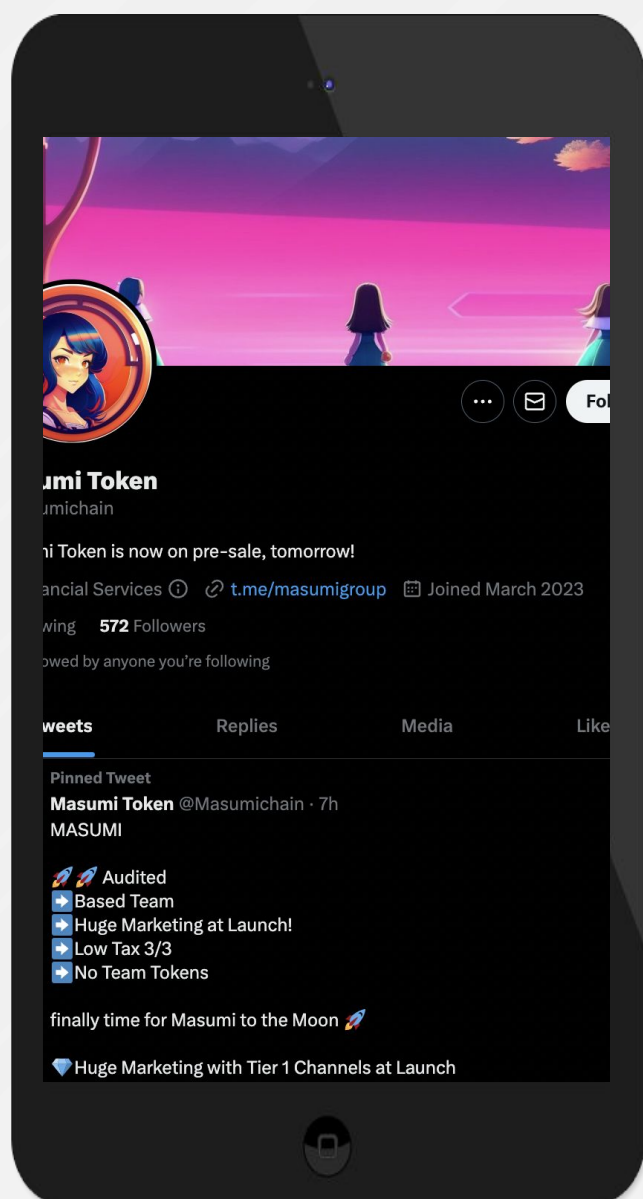 Fol
umi Token
umichain
ni Token is now on pre-sale, tomorrow!
ancial Services t.me/masumigroup Joined March 2023
wing 572 Followers
owed by anyone you’re following
weets Replies Media Like
Pinned Tweet
Masumi Token @Masumichain · 7h
MASUMI
🚀🚀 Audited
➡️Based Team
➡️Huge Marketing at Launch!
➡️Low Tax 3/3
➡️No Team Tokens
finally time for Masumi to the Moon 🚀
💎Huge Marketing with Tier 1 Channels at Launch